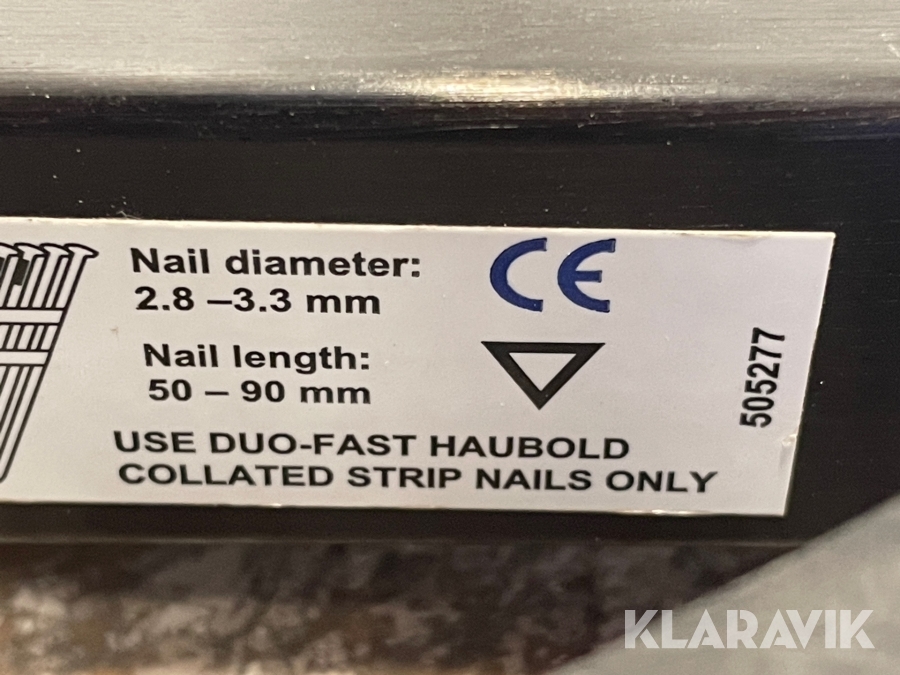 Nail diameter:
2.8 –3.3 mm
CE
Nail length:
50 – 90 mm
505277
USE DUO-FAST HAUBOLD
COLLATED STRIP NAILS ONLY
KLARAVIK